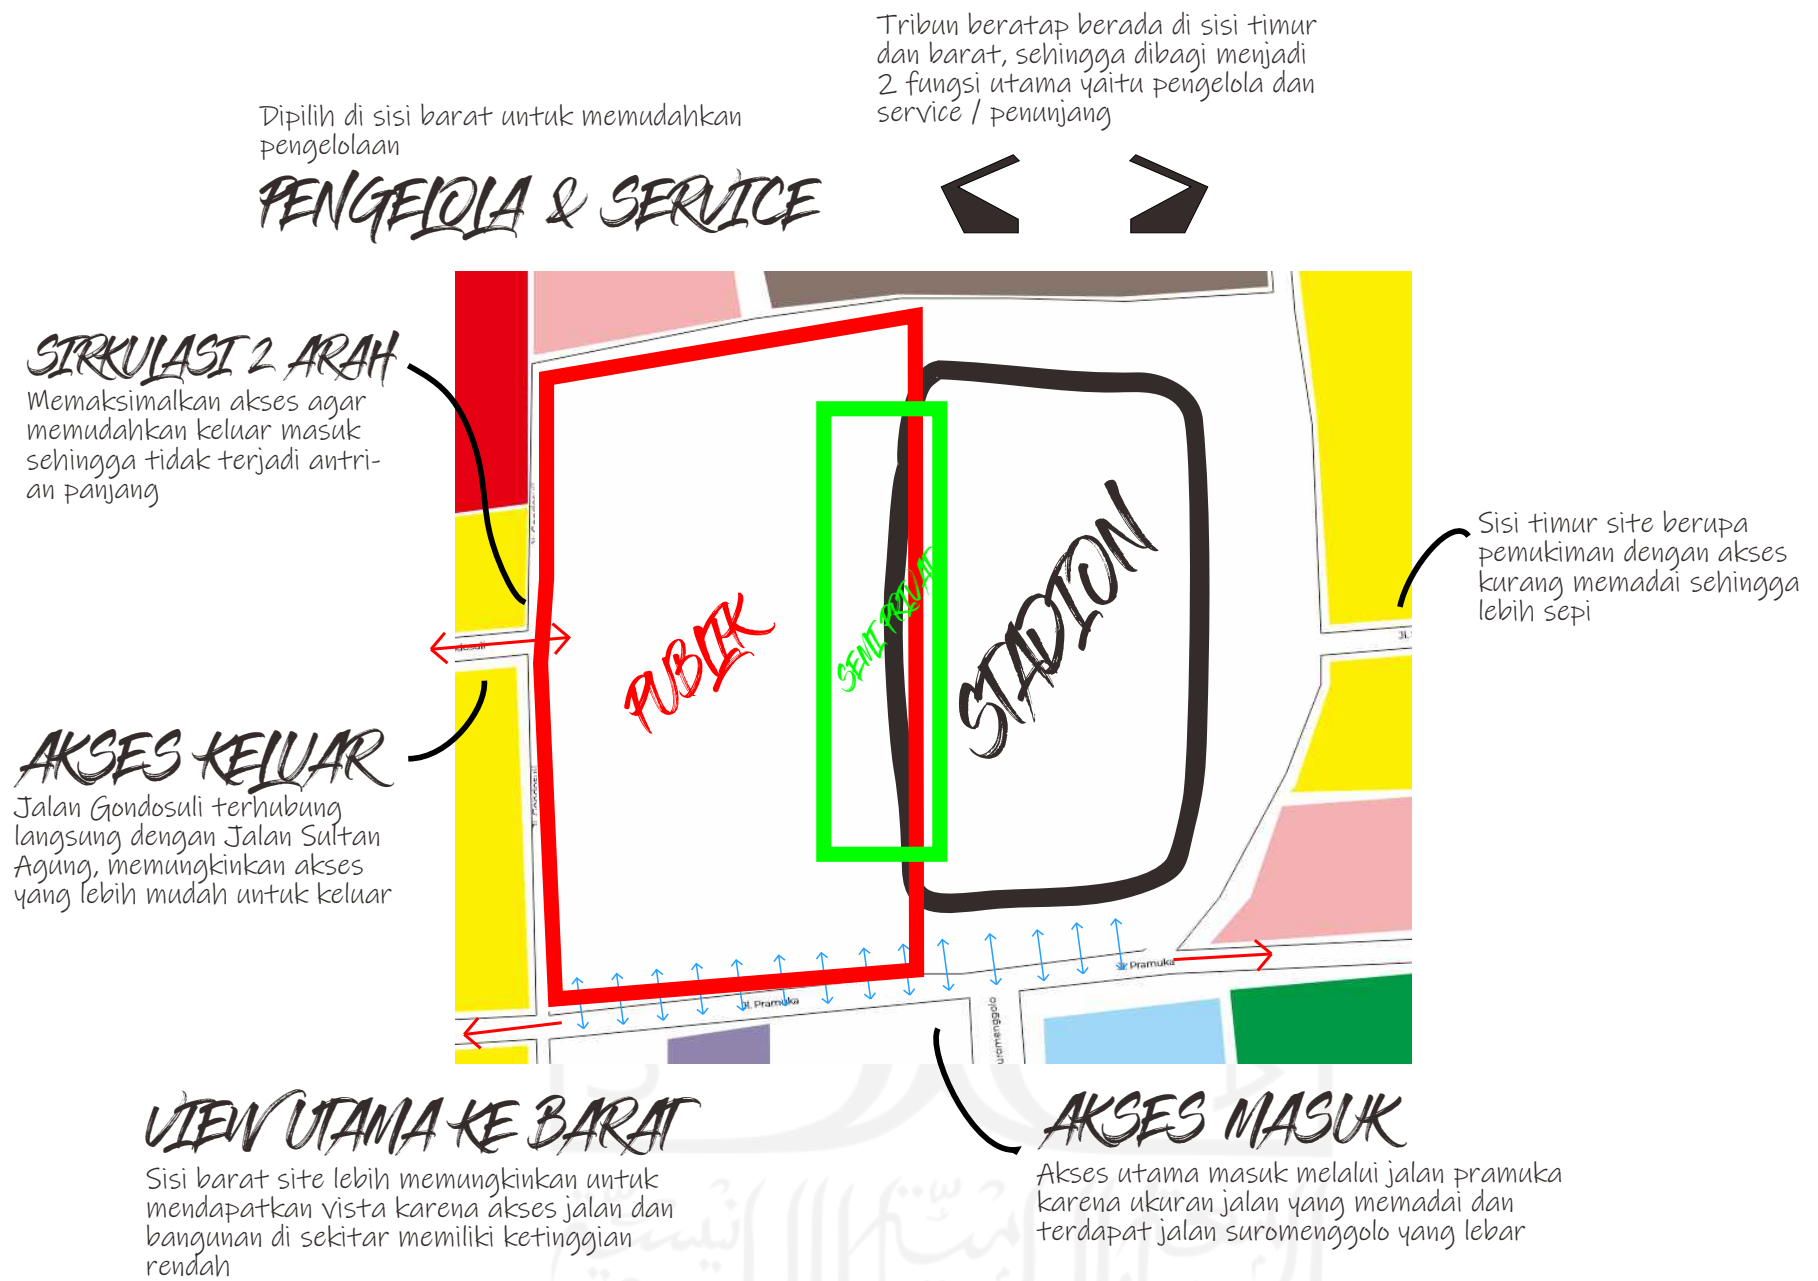 Tribun beratap berada di sisi timur
dan barat, sehingga dibagi menjadi
2 fungsi utama yaitu pengelola dan
service / penunjang
Dipilih di sisi barat untuk memudahkan
pengelolaan
PENGELOLA & SERVICE
SIRKULASI 2 ARAH
Memaksimalkan akses agar
memudahkan keluar masuk
sehingga tidak terjadi antri-
an panjang
Sisi timur site berupa
pemukiman dengan akses
kurang memadai sehingga
lebih sepi
PUBLIK
SEMI PRIVAT
STADION
AKSES KELUAR
Jalan Gondosuli terhubung
langsung dengan Jalan Sultan
Agung, memungkinkan akses
yang lebih mudah untuk keluar
Jl. Pramuka
Jl. Pramuka
VIEW UTAMA KE BARAT
Sisi barat site lebih memungkinkan untuk
mendapatkan vista karena akses jalan dan
bangunan di sekitar memiliki ketinggian
rendah
AKSES MASUK
Akses utama masuk melalui jalan pramuka
karena ukuran jalan yang memadai dan
terdapat jalan suromenggolo yang lebar